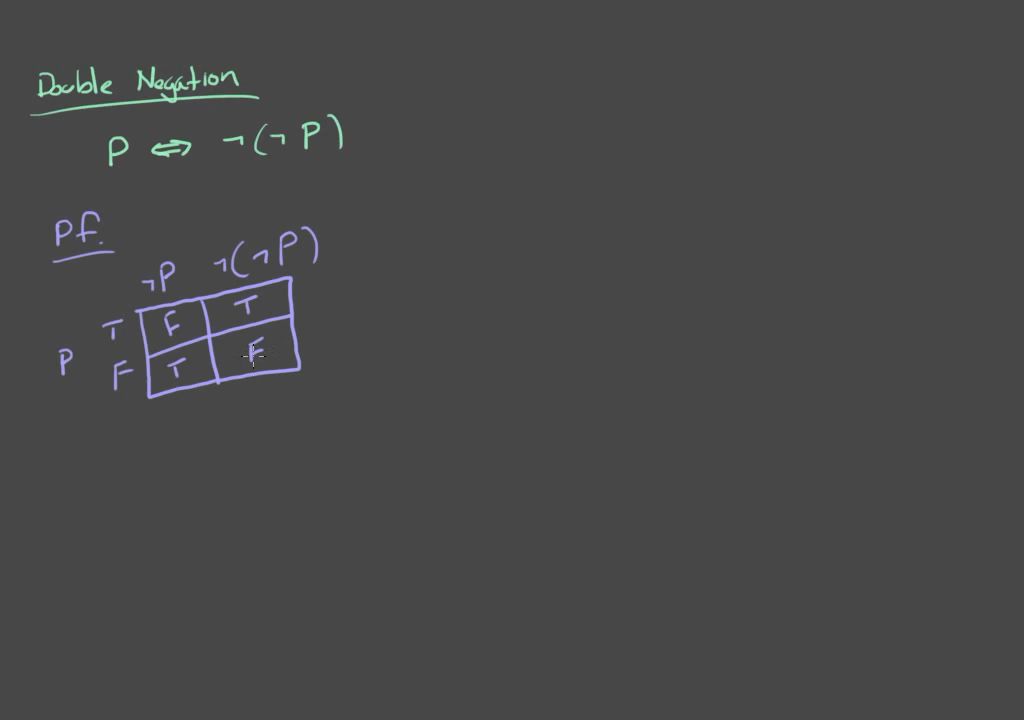 Double Negation
P ⇔ ¬(¬P)
Pf.
¬P ¬(¬P)
T F T
P F T F